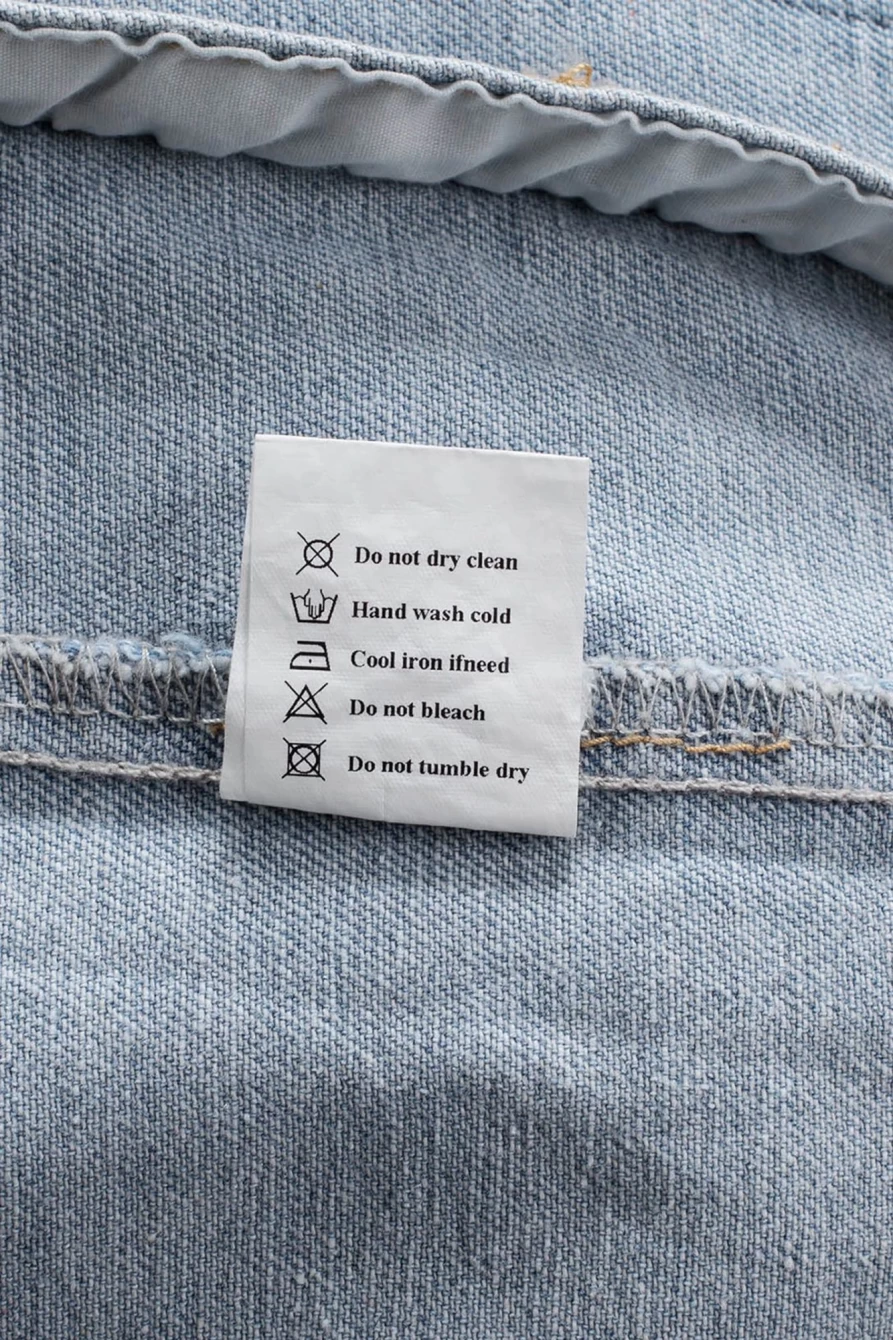 Do not dry clean
Hand wash cold
Cool iron ifneed
Do not bleach
Do not tumble dry